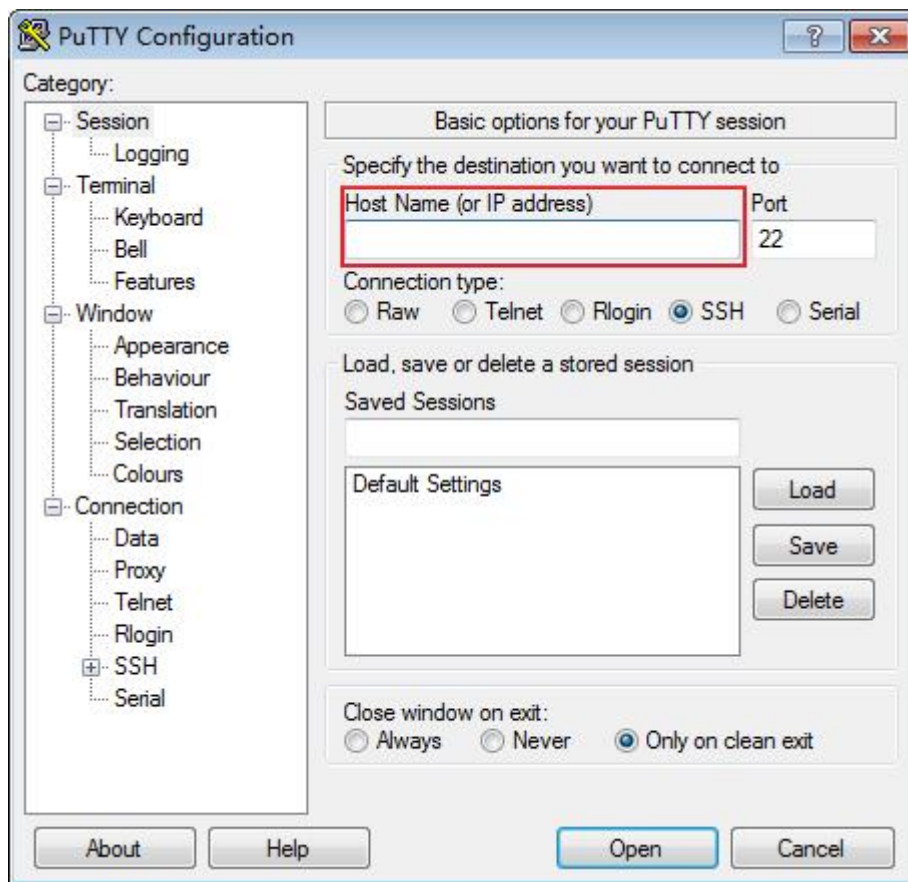 PuTTY Configuration
?
Category:
Session
Logging
Terminal
Keyboard
Bell
Features
Window
Appearance
Behaviour
Translation
Selection
Colours
Connection
Data
Proxy
Telnet
Rlogin
SSH
Serial
Basic options for your PuTTY session
Specify the destination you want to connect to
Host Name (or IP address) Port
22
Connection type:
Raw Telnet Rlogin SSH Serial
Load, save or delete a stored session
Saved Sessions
Default Settings
Load
Save
Delete
Close window on exit:
Always Never Only on clean exit
About Help Open Cancel